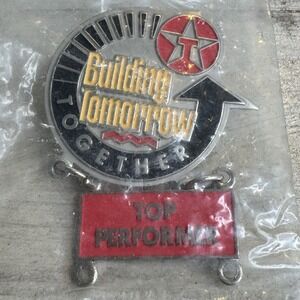 T
Building
Tomorrow
TOGETHER
TOP
PERFORMER